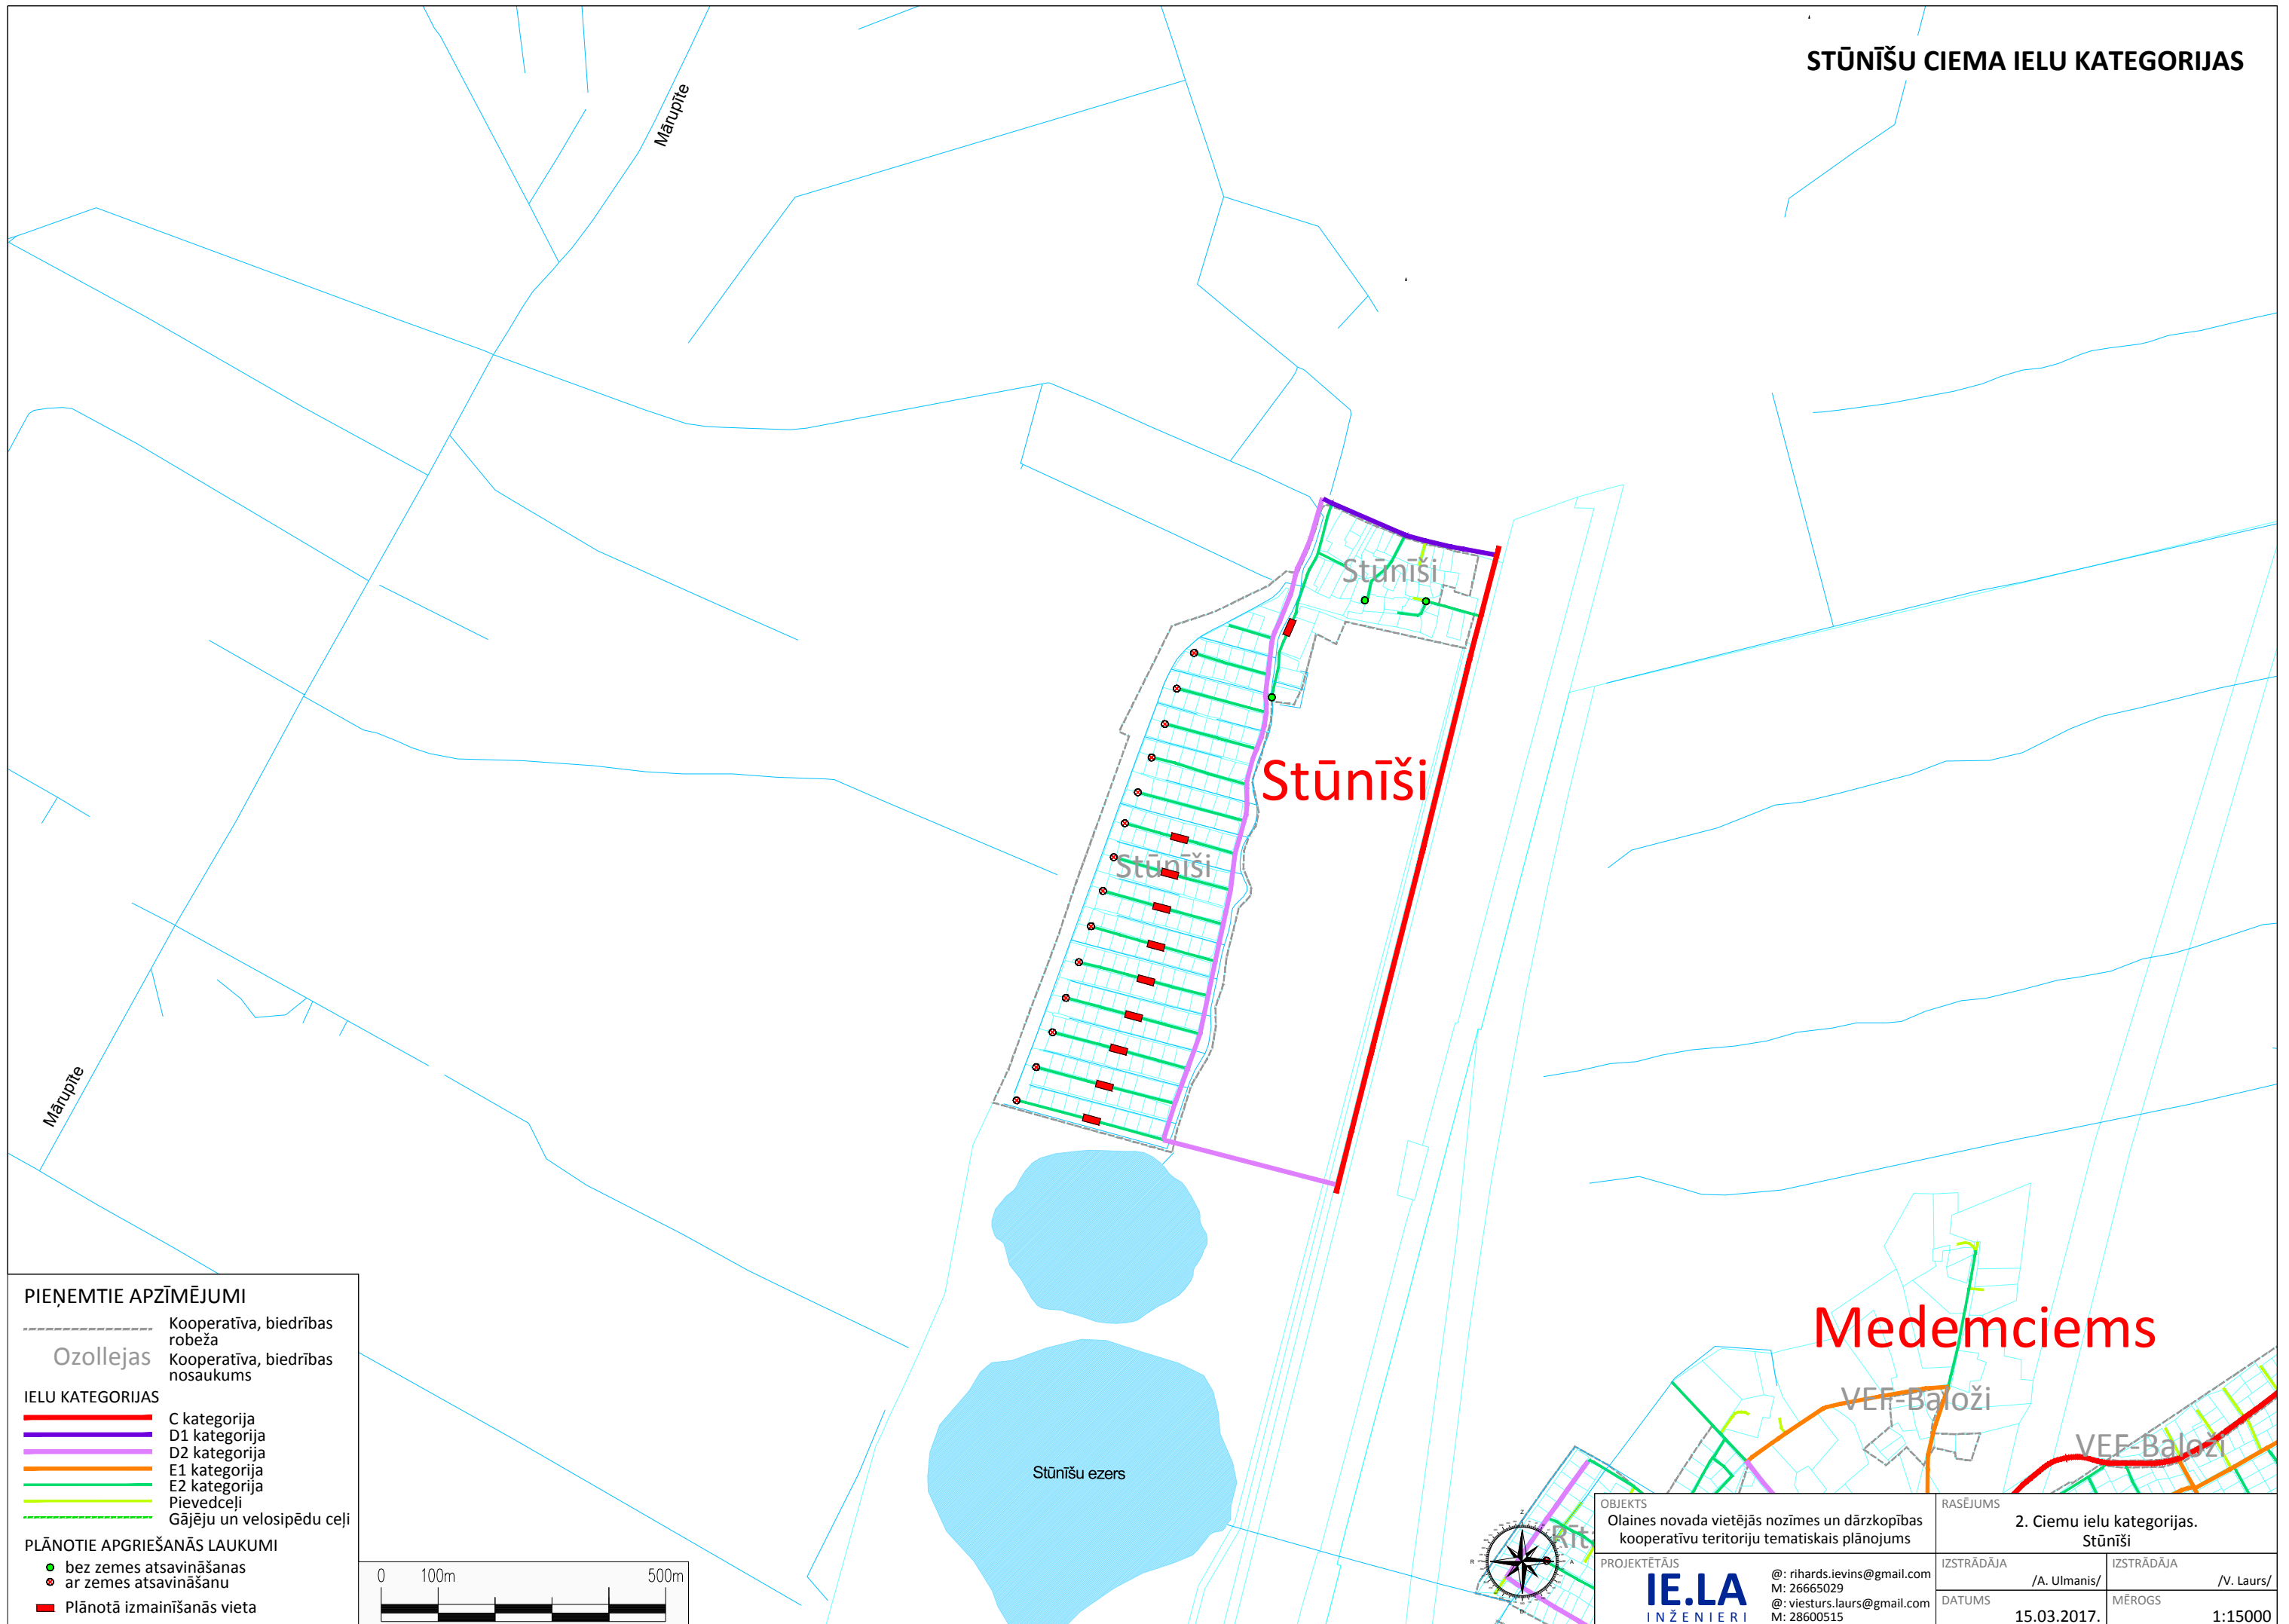 STŪNĪŠU CIEMA IELU KATEGORIJAS
Mārupīte
Stūnīši
Stūnīši
Stūnīši
Mārupīte
Medemciems
VEF-Baloži
VEF-Baloži
Stūnīšu ezers
PIEŅEMTIE APZĪMĒJUMI
Kooperatīva, biedrības
robeža
Ozollejas
Kooperatīva, biedrības
nosaukums
IELU KATEGORIJAS
C kategorija
D1 kategorija
D2 kategorija
E1 kategorija
E2 kategorija
Pievedceļi
Gājēju un velosipēdu ceļi
PLĀNOTIE APGRIEŠANĀS LAUKUMI
bez zemes atsavināšanas
ar zemes atsavināšanu
Plānotā izmainīšanās vieta
0 100m 500m
OBJEKTS
Olaines novada vietējās nozīmes un dārzkopības
kooperatīvu teritoriju tematiskais plānojums
RASĒJUMS
2. Ciemu ielu kategorijas.
Stūnīši
PROJEKTĒTĀJS
IE.LA
INŽENIERI
@: rihards.ievins@gmail.com
M: 26665029
@: viesturs.laurs@gmail.com
M: 28600515
IZSTRĀDĀJA
/A. Ulmanis/
IZSTRĀDĀJA
/V. Laurs/
DATUMS
15.03.2017.
MĒROGS
1:15000